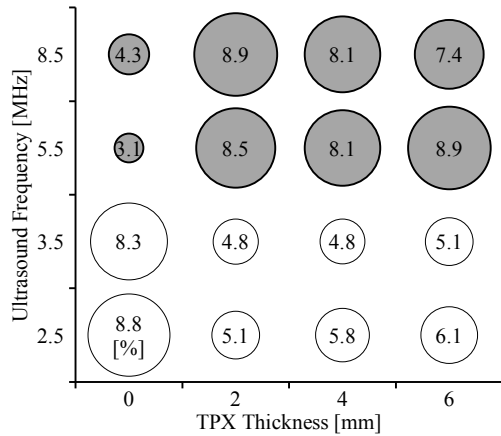 Ultrasound Frequency [MHz]
8.5 4.3 8.9 8.1 7.4
5.5 3.1 8.5 8.1 8.9
3.5 8.3 4.8 4.8 5.1
2.5 8.8 5.1 5.8 6.1
[%]
0 2 4 6
TPX Thickness [mm]